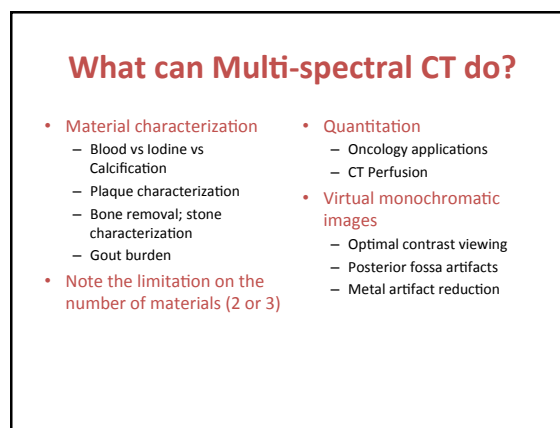 What can Multi-spectral CT do?
• Material characterization
– Blood vs Iodine vs
Calcification
– Plaque characterization
– Bone removal; stone
characterization
– Gout burden
• Note the limitation on the
number of materials (2 or 3)
• Quantitation
– Oncology applications
– CT Perfusion
• Virtual monochromatic
images
– Optimal contrast viewing
– Posterior fossa artifacts
– Metal artifact reduction